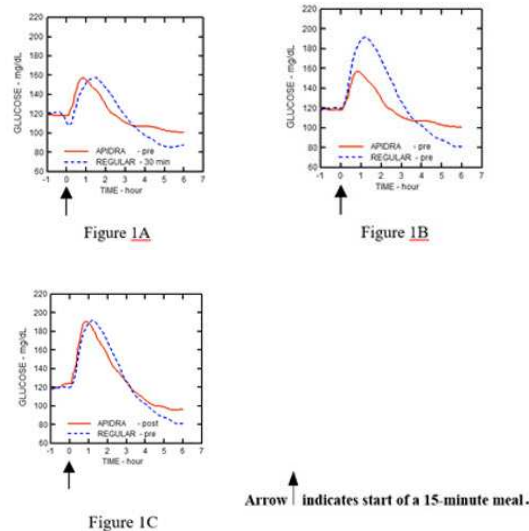 220
200
180
160
140
120
100
80
60
GLUCOSE - mg/dL
APIDRA - pre
REGULAR - 30 min
-1 0 1 2 3 4 5 6 7
TIME - hour
Figure 1A
220
200
180
160
140
120
100
80
60
GLUCOSE - mg/dL
APIDRA - pre
REGULAR - pre
-1 0 1 2 3 4 5 6 7
TIME - hour
Figure 1B
220
200
180
160
140
120
100
80
60
GLUCOSE - mg/dL
APIDRA - post
REGULAR - pre
-1 0 1 2 3 4 5 6 7
TIME - hour
Figure 1C
Arrow indicates start of a 15-minute meal.